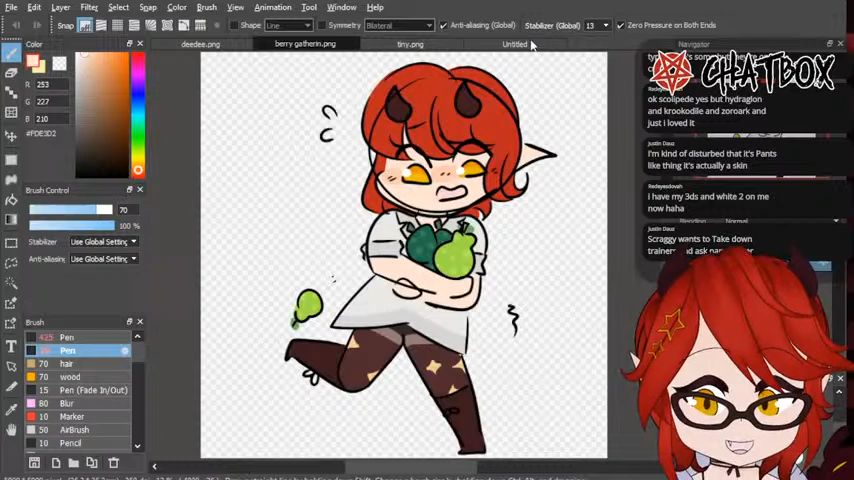 File Edit Layer Select Snap Color Brush View Tool Window Help
Snap Shape Line Symmetry Bilateral Anti-aliasing (Global) Stabilizer (Global) 13 Zero Pressure on Both Ends
deedee.png berry gatherin.png tiny.png Untitled
Color
R 253
G 227
B 210
#FDE3D2
Brush Control
70
100 %
Stabilizer Use Global Setting
Anti-aliasing Use Global Setting
Brush
425 Pen
Pen
70 hair
70 wood
15 Pen (Fade In/Out)
80 Blur
10 Marker
50 AirBrush
10 Pencil
Navigator
CHATBOX
Redayesdovah
ok scolipede yes but hydragion
and krookodile and zoroark and
just i loved it
Justin Dauz
I'm kind of disturbed that it's Pants
like thing it's actually a skin
Redayesdovah
i have my 3ds and white 2 on me
now haha
Normal
Justin Dauz
Scraggy wants to Take down